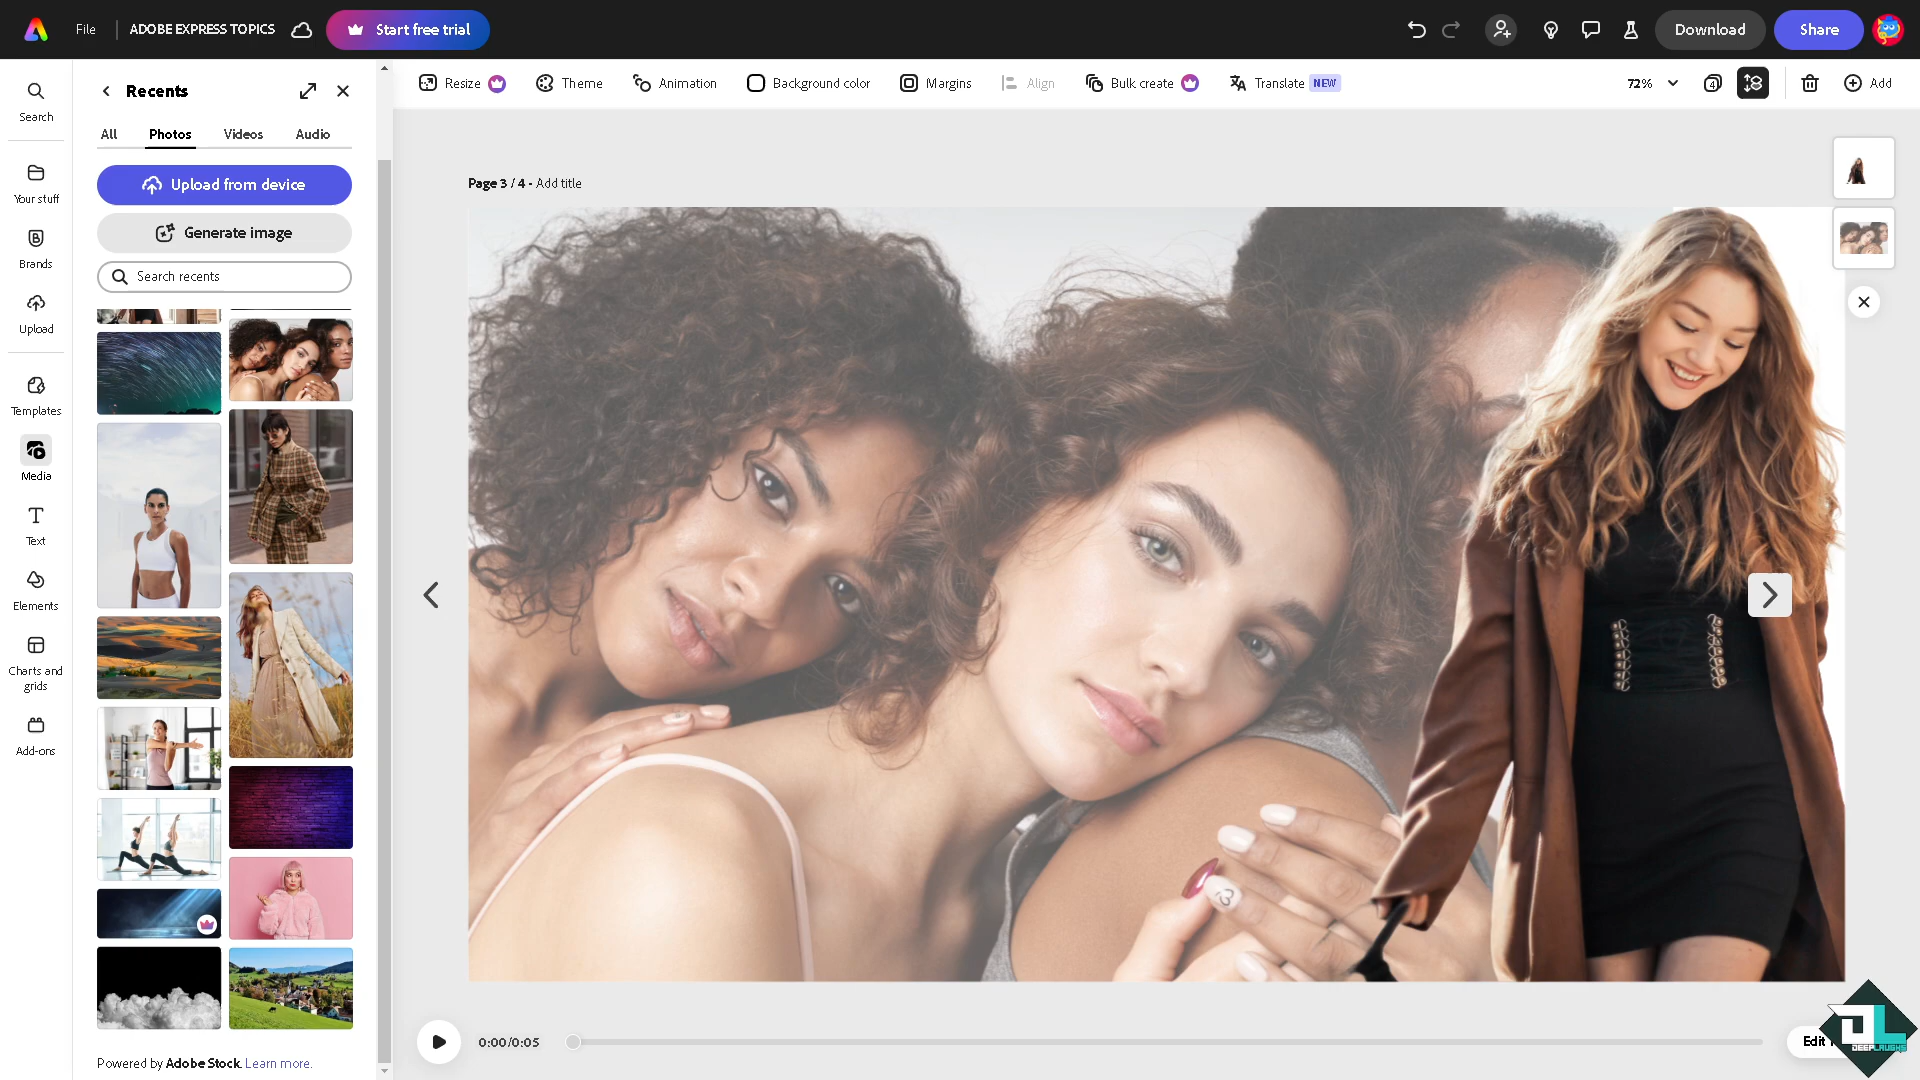 File
ADOBE EXPRESS TOPICS
Start free trial
Download
Share
Search
Your stuff
Brands
Upload
Templates
Media
Text
Elements
Charts and
grids
Add-ons
Recents
All
Photos
Videos
Audio
Upload from device
Generate image
Search recents
Powered by Adobe Stock. Learn more.
Resize
Theme
Animation
Background color
Margins
Align
Bulk create
Translate NEW
72%
4
Add
Page 3 / 4 - Add title
0:00/0:05
Edit
DEEPLAUGHS